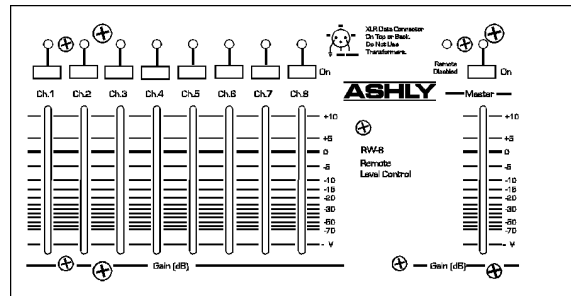 XLR Data Connector
On Top or Back.
Do Not Use
Transformers.
Remote
Disabled
On
On
Ch.1 Ch.2 Ch.3 Ch.4 Ch.5 Ch.6 Ch.7 Ch.8
ASHLY
Master
+10
+5
0
-5
-10
-15
-20
-30
-50
-70
RW-8
Remote
Level Control
+10
+5
0
-5
-10
-15
-20
-30
-50
-70
Gain (dB)
Gain (dB)